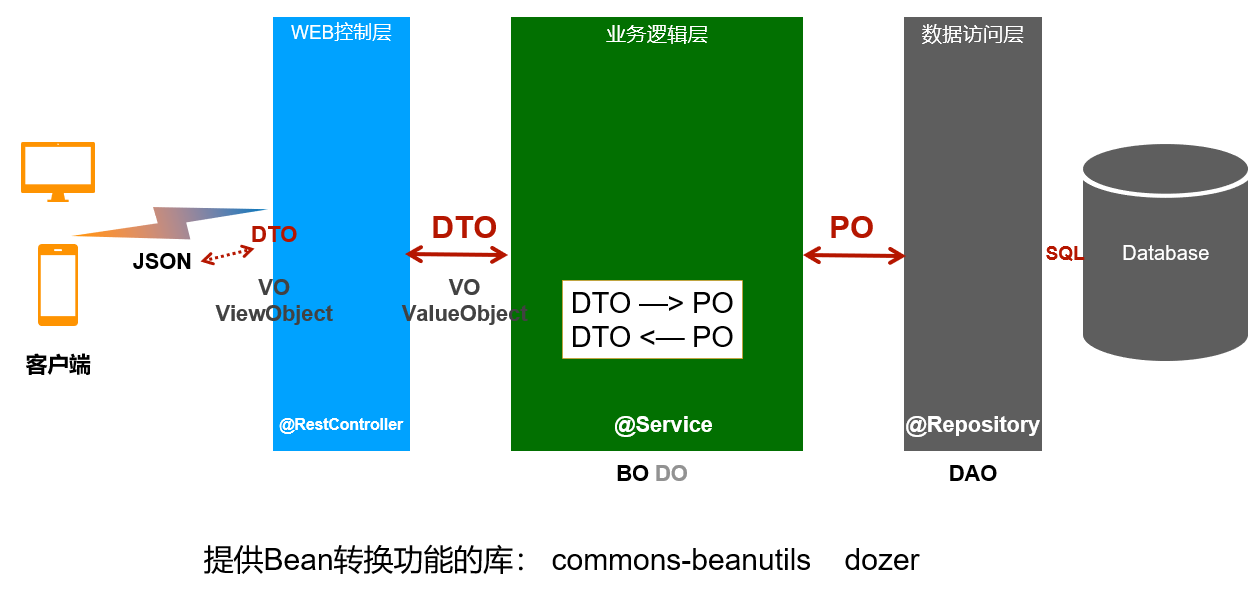 WEB控制层
业务逻辑层
数据访问层
DTO
DTO
PO
JSON
SQL
Database
VO
ViewObject
VO
ValueObject
DTO —> PO
DTO <— PO
客户端
@RestController
@Service
@Repository
BO DO
DAO
提供Bean转换功能的库： commons-beanutils dozer